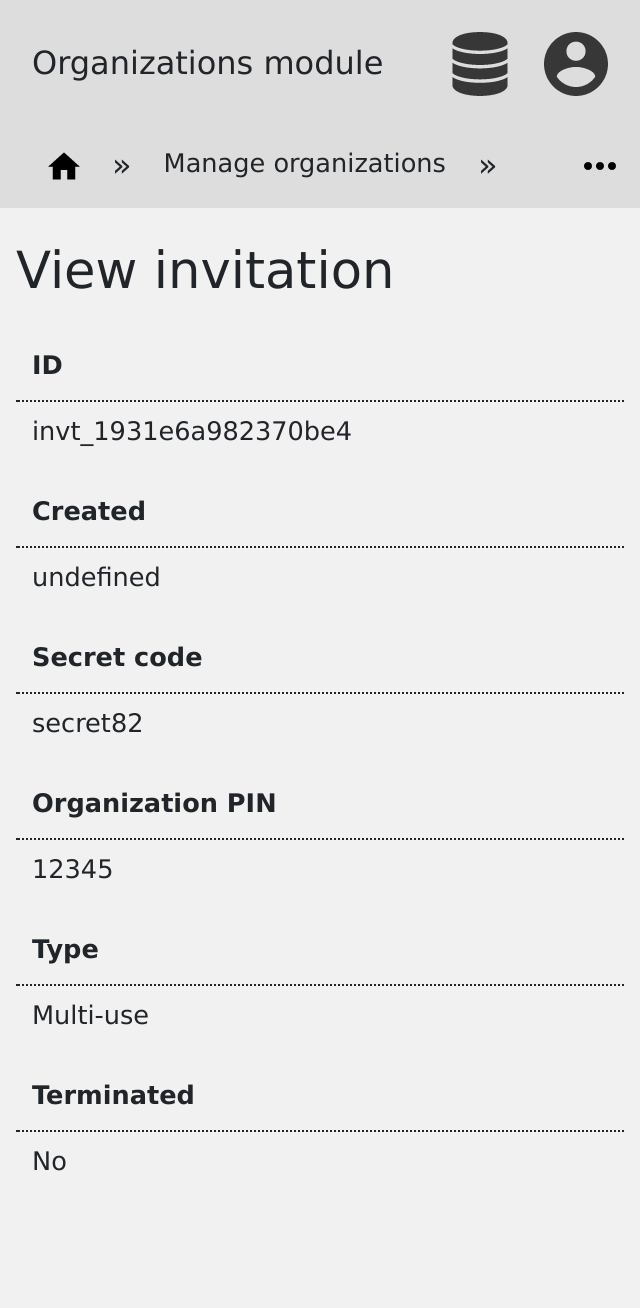 Organizations module
» Manage organizations »
View invitation
ID
invt_1931e6a982370be4
Created
undefined
Secret code
secret82
Organization PIN
12345
Type
Multi-use
Terminated
No